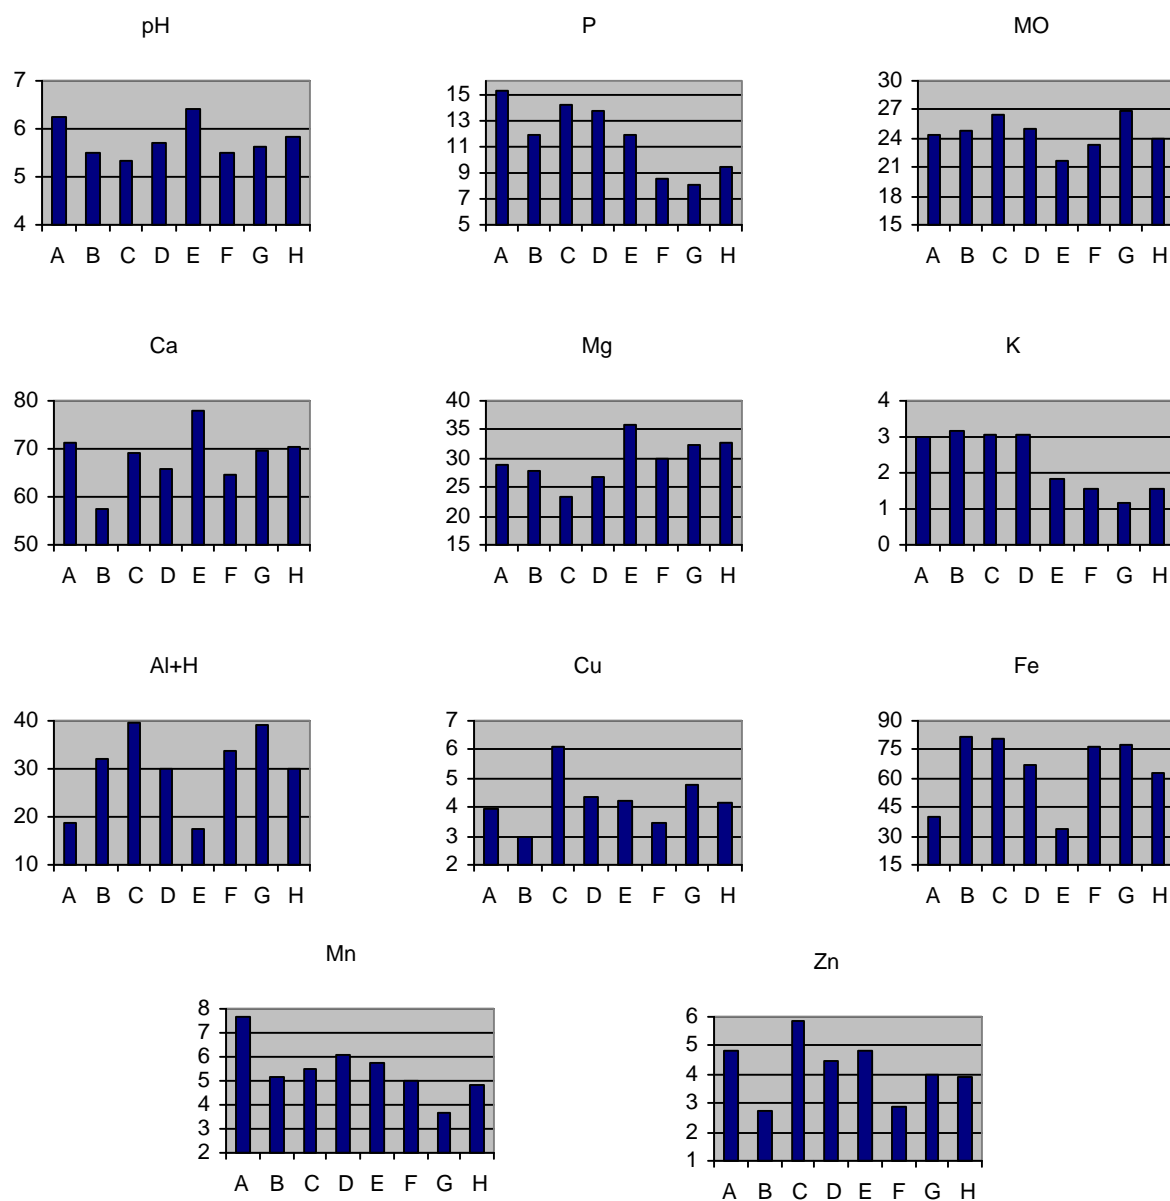 pH
7
6
5
4
A B C D E F G H
P
15
13
11
9
7
5
A B C D E F G H
MO
30
27
24
21
18
15
A B C D E F G H
Ca
80
70
60
50
A B C D E F G H
Mg
40
35
30
25
20
15
A B C D E F G H
K
4
3
2
1
0
A B C D E F G H
Al+H
40
30
20
10
A B C D E F G H
Cu
7
6
5
4
3
2
A B C D E F G H
Fe
90
75
60
45
30
15
A B C D E F G H
Mn
8
7
6
5
4
3
2
A B C D E F G H
Zn
6
5
4
3
2
1
A B C D E F G H